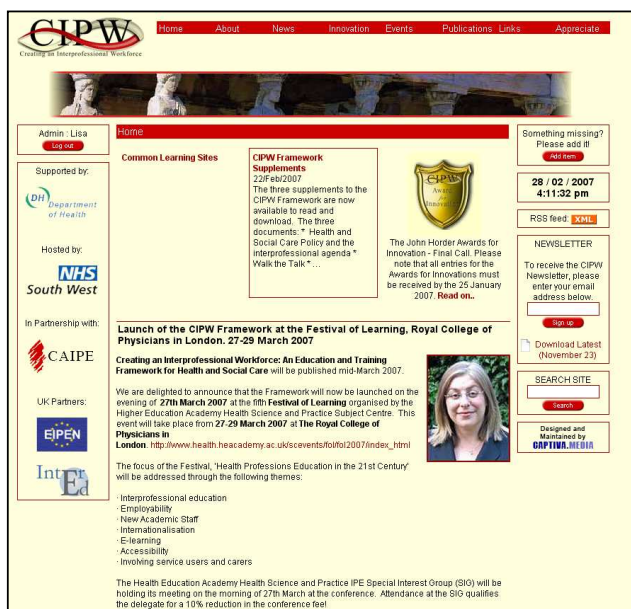 CIPW
Creating an Interprofessional Workforce
Home About News Innovation Events Publications Links Appreciate
Admin : Lisa
Log out
Supported by:
DH Department
of Health
Hosted by:
NHS
South West
In Partnership with:
CAIPE
UK Partners:
EIPEN
Inter
Ed
Home
Common Learning Sites
CIPW Framework
Supplements
22/Feb/2007
The three supplements to the
CIPW Framework are now
available to read and
download. The three
documents: * Health and
Social Care Policy and the
interprofessional agenda *
Walk the Talk * ...
CIPW
Award
for
Innovation
The John Horder Awards for
Innovation - Final Call. Please
note that all entries for the
Awards for Innovations must
be received by the 25 January
2007. Read on..
Launch of the CIPW Framework at the Festival of Learning, Royal College of
Physicians in London. 27-29 March 2007
Creating an Interprofessional Workforce: An Education and Training
Framework for Health and Social Care will be published mid-March 2007.
We are delighted to announce that the Framework will now be launched on the
evening of 27th March 2007 at the fifth Festival of Learning organised by the
Higher Education Academy Health Science and Practice Subject Centre. This
event will take place from 27-29 March 2007 at The Royal College of
Physicians in
London. http://www.health.heacademy.ac.uk/scevents/fol/fol2007/index_html
The focus of the Festival, 'Health Professions Education in the 21st Century'
will be addressed through the following themes:
· Interprofessional education
· Employability
· New Academic Staff
· Internationalisation
· E-learning
· Accessibility
· Involving service users and carers
The Health Education Academy Health Science and Practice IPE Special Interest Group (SIG) will be
holding its meeting on the morning of 27th March at the conference. Attendance at the SIG qualifies
the delegate for a 10% reduction in the conference fee!
Something missing?
Please add it!
Add item
28 / 02 / 2007
4:11:32 pm
RSS feed: XML
NEWSLETTER
To receive the CIPW
Newsletter, please
enter your email
address below.
Sign up
Download Latest
(November 23)
SEARCH SITE
Search
Designed and
Maintained by
CAPTIVA.MEDIA